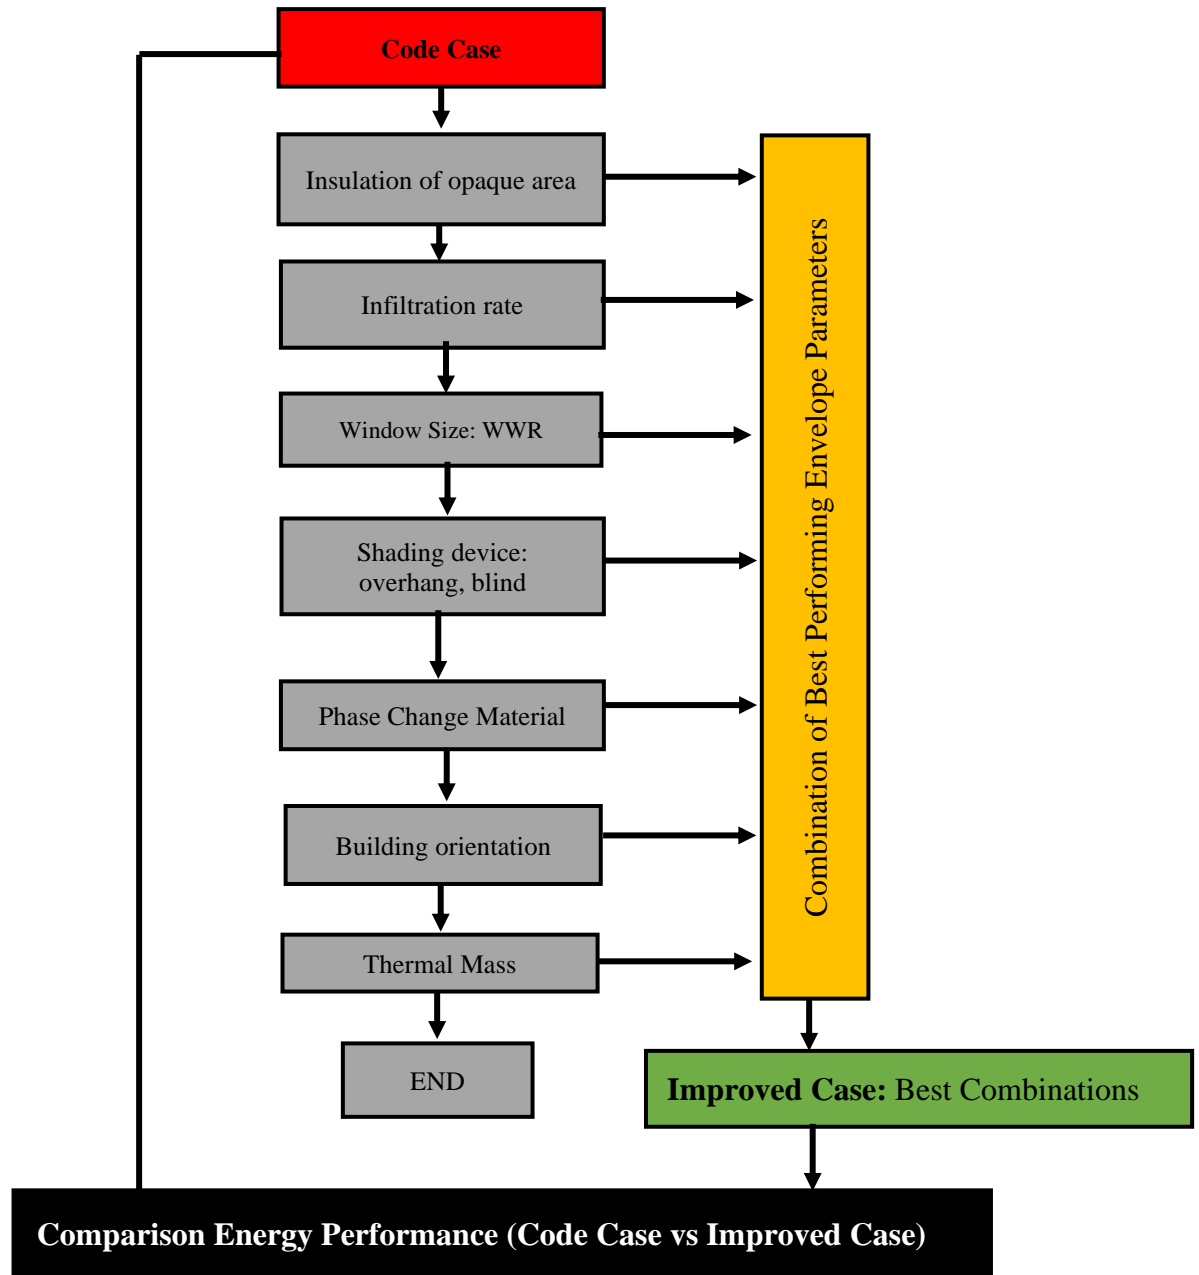 Code Case
Insulation of opaque area
Infiltration rate
Window Size: WWR
Shading device:
overhang, blind
Phase Change Material
Building orientation
Thermal Mass
END
Combination of Best Performing Envelope Parameters
Improved Case: Best Combinations
Comparison Energy Performance (Code Case vs Improved Case)